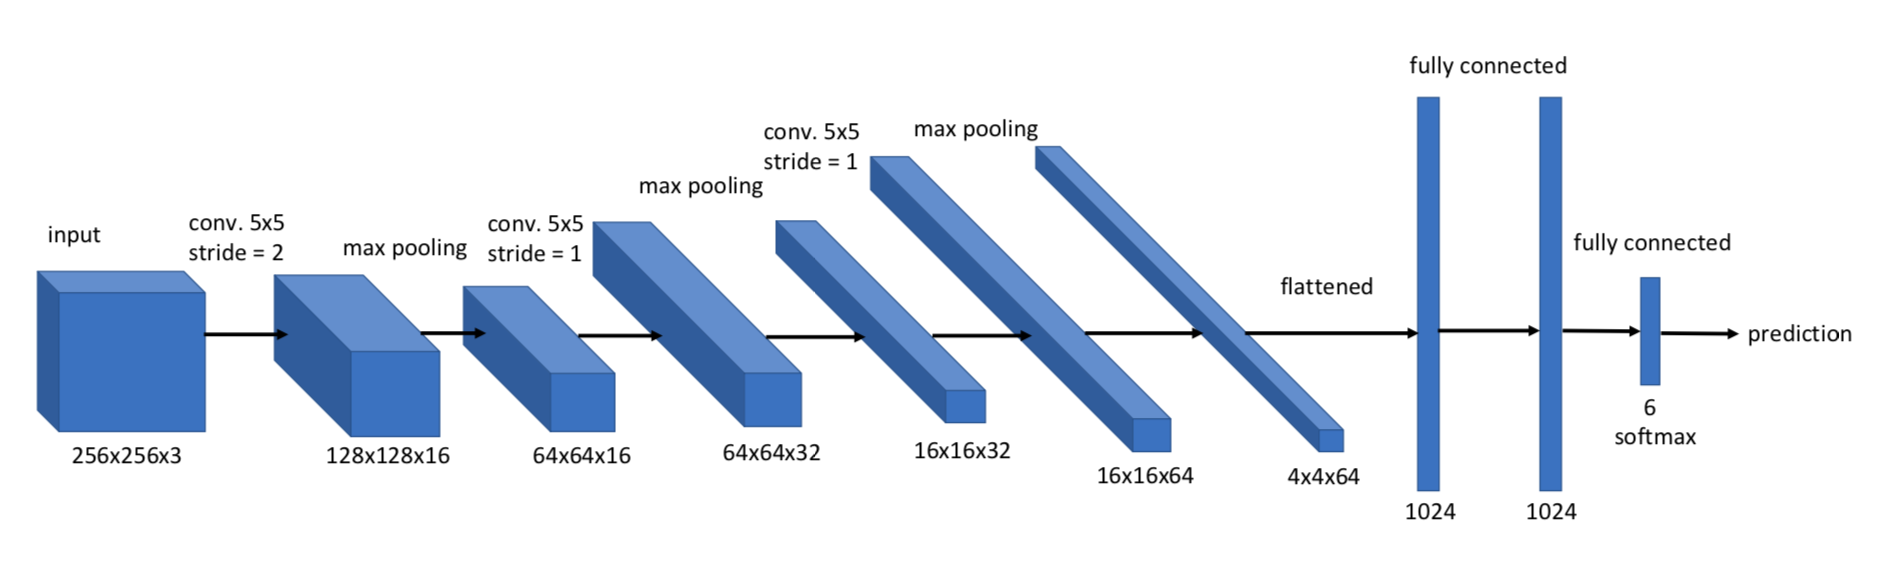 input
256x256x3
conv. 5x5
stride = 2
128x128x16
max pooling
64x64x16
conv. 5x5
stride = 1
64x64x32
max pooling
16x16x32
conv. 5x5
stride = 1
16x16x64
max pooling
4x4x64
flattened
1024
fully connected
1024
fully connected
6
softmax
prediction